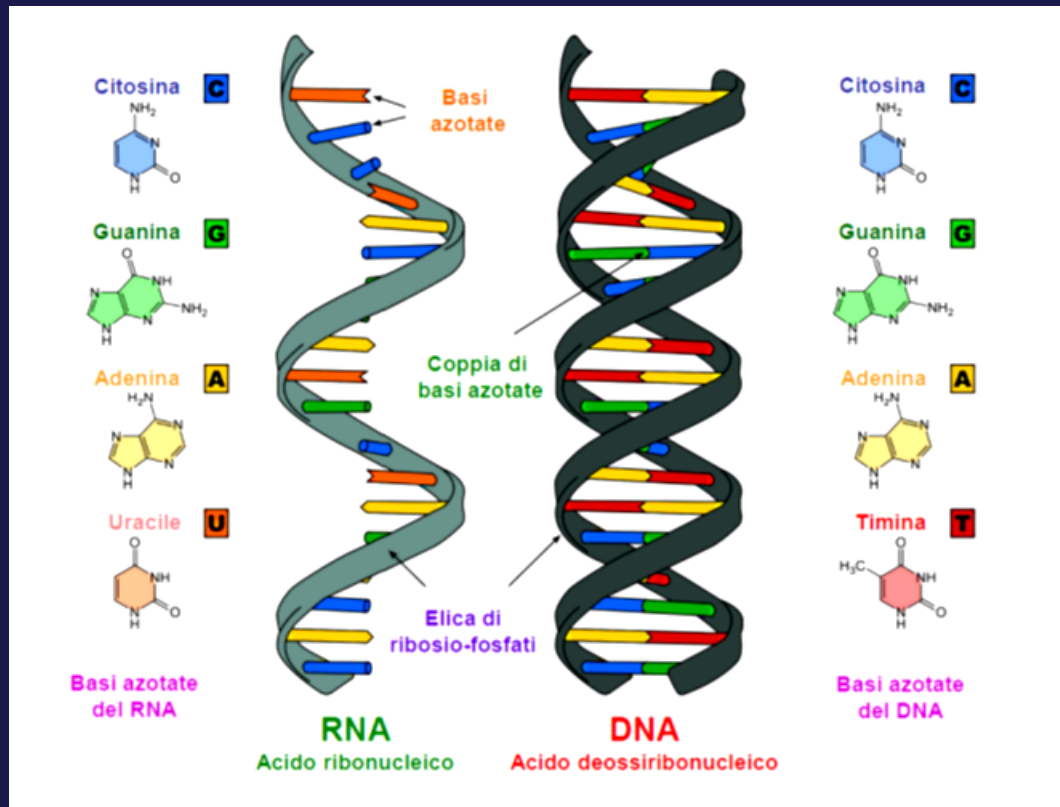 Citosina C
NH2
N
N
H
O
Guanina G
O
NH
N
N
NH2
N
H
Adenina A
H2N
N
N
N
N
H
Uracile U
O
NH
N
H
O
Basi azotate
del RNA
Basi
azotate
Coppia di
basi azotate
Elica di
ribosio-fosfati
RNA
Acido ribonucleico
DNA
Acido deossiribonucleico
Citosina C
NH2
N
N
H
O
Guanina G
O
NH
N
N
NH2
N
H
Adenina A
H2N
N
N
N
N
H
Timina T
O
H3C
NH
N
H
O
Basi azotate
del DNA